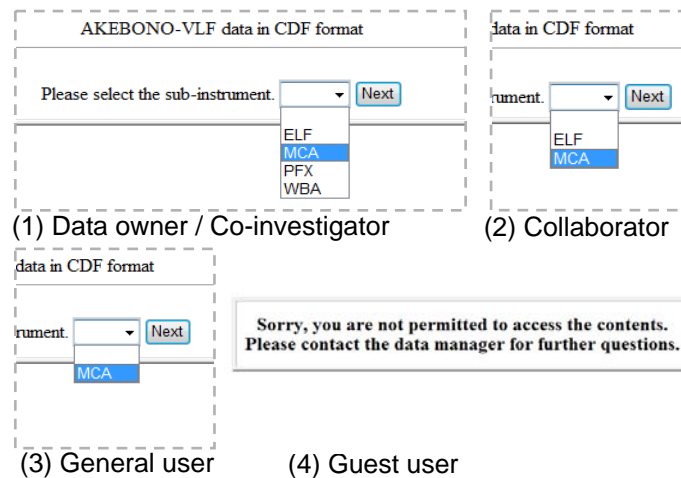 AKEBONO-VLF data in CDF format
Please select the sub-instrument. Next
ELF
MCA
PFX
WBA
(1) Data owner / Co-investigator
data in CDF format
rument. Next
ELF
MCA
(2) Collaborator
data in CDF format
rument. Next
MCA
(3) General user
Sorry, you are not permitted to access the contents.
Please contact the data manager for further questions.
(4) Guest user